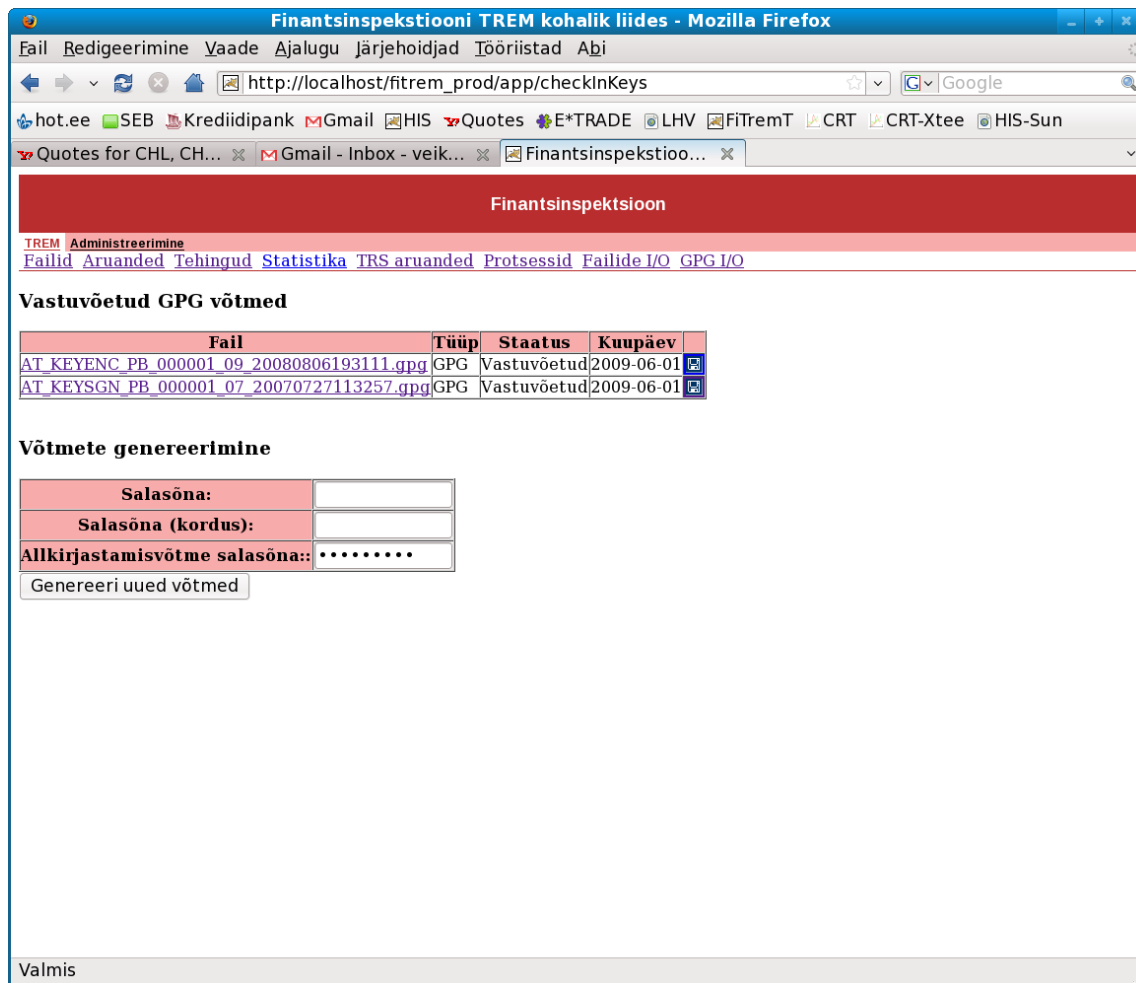 Finantsinspekstiooni TREM kohalik liides - Mozilla Firefox
Fail Redigeerimine Vaade Ajalugu Järjehoidjad Tööriistad Abi
http://localhost/fitrem_prod/app/checkInKeys G Google
hot.ee SEB Krediidipank Gmail HIS Quotes E*TRADE LHV FiTremT CRT CRT-Xtee HIS-Sun
Quotes for CHL, CH... Gmail - Inbox - veik... Finantsinspekstioo...
Finantsinspektsioon
TREM Administreerimine
Failid Aruanded Tehingud Statistika TRS aruanded Protsessid Failide I/O GPG I/O
Vastuvõetud GPG võtmed
Fail Tüüp Staatus Kuupäev
AT_KEYENC_PB_000001_09_20080806193111.gpg GPG Vastuvõetud 2009-06-01
AT_KEYSGN_PB_000001_07_20070727113257.gpg GPG Vastuvõetud 2009-06-01
Võtmete genereerimine
Salasõna:
Salasõna (kordus):
Allkirjastamisvõtme salasõna:: •••••••••
Genereeri uued võtmed
Valmis